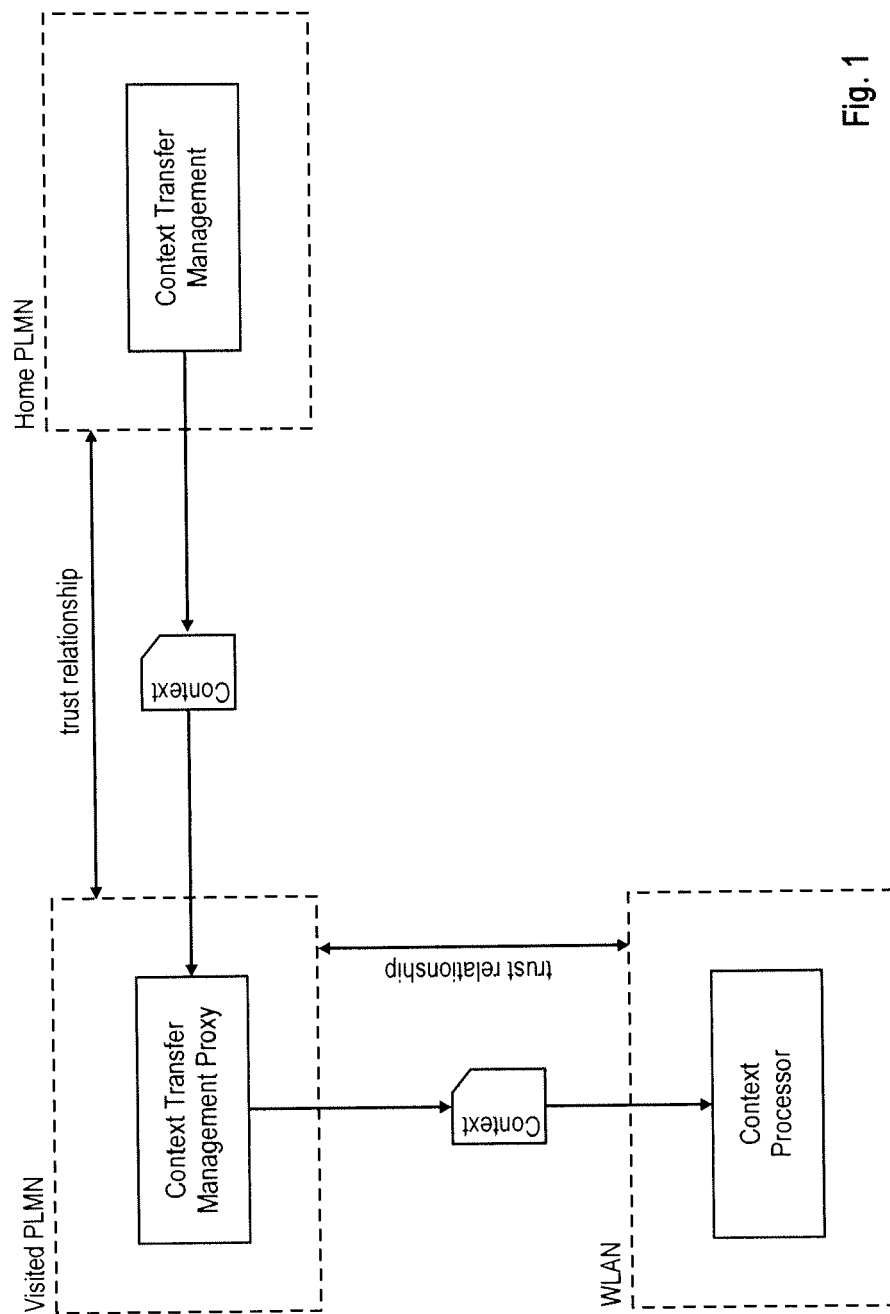 Home PLMN
Context Transfer
Management
trust relationship
Context
Visited PLMN
Context Transfer
Management Proxy
trust relationship
Context
WLAN
Context
Processor
Fig. 1